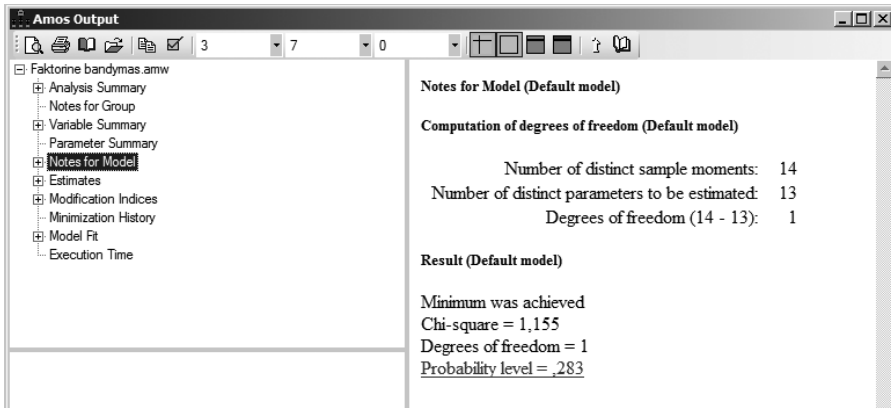 Amos Output
3 7 0
Faktorine bandymas.amw
Analysis Summary
Notes for Group
Variable Summary
Parameter Summary
Notes for Model
Estimates
Modification Indices
Minimization History
Model Fit
Execution Time
Notes for Model (Default model)
Computation of degrees of freedom (Default model)
Number of distinct sample moments: 14
Number of distinct parameters to be estimated: 13
Degrees of freedom (14 - 13): 1
Result (Default model)
Minimum was achieved
Chi-square = 1,155
Degrees of freedom = 1
Probability level = ,283